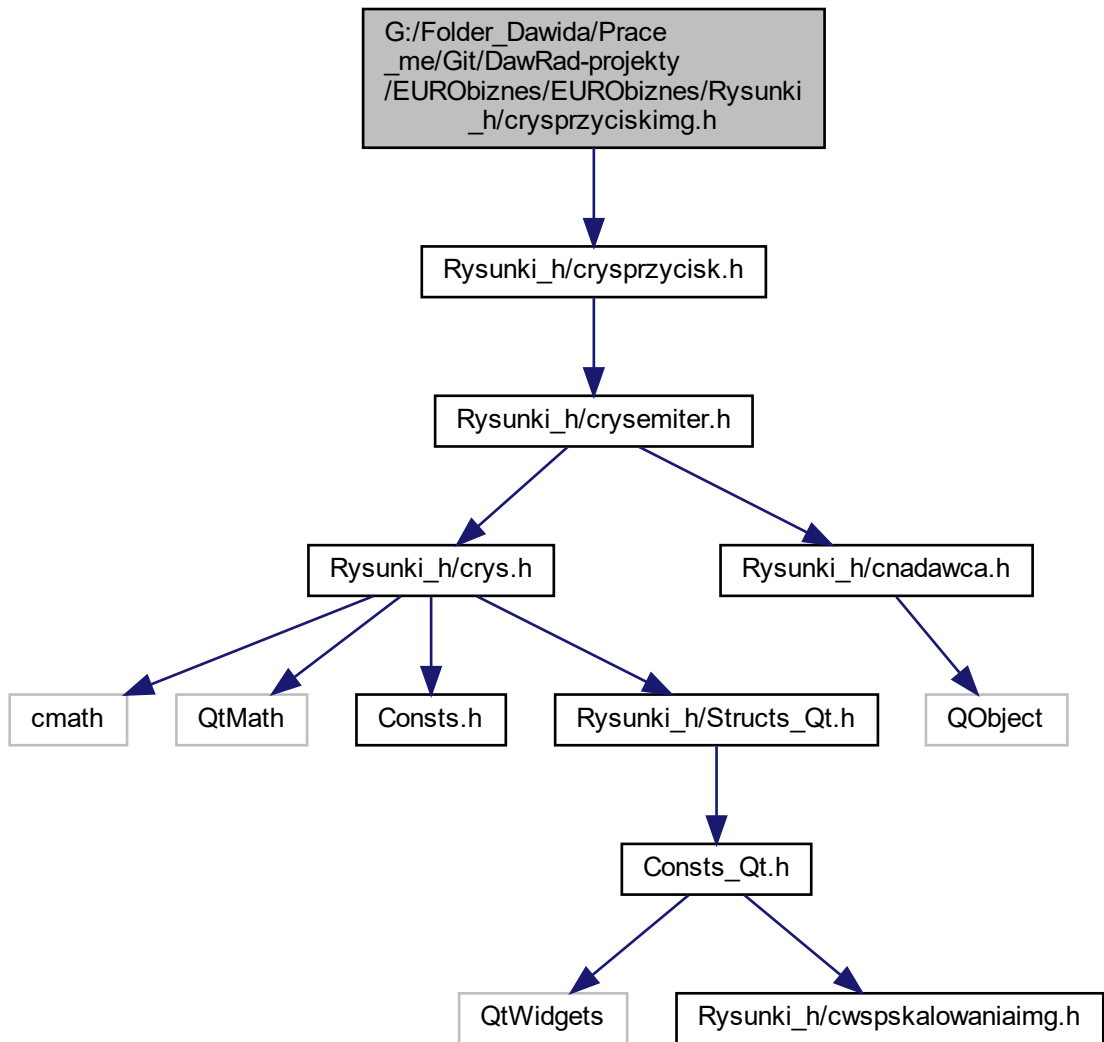 G:/Folder_Dawida/Prace
_me/Git/DawRad-projekty
/EURObiznes/EURObiznes/Rysunki
_h/crysprzyciskimg.h
Rysunki_h/crysprzycisk.h
Rysunki_h/crysemiter.h
Rysunki_h/crys.h
Rysunki_h/cnadawca.h
cmath
QtMath
Consts.h
Rysunki_h/Structs_Qt.h
QObject
Consts_Qt.h
QtWidgets
Rysunki_h/cwspskalowaniaimg.h